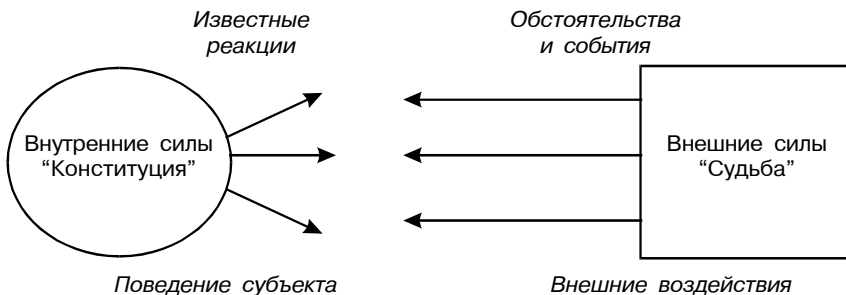 Известные
реакции
Обстоятельства
и события
Внутренние силы
“Конституция”
Внешние силы
“Судьба”
Поведение субъекта
Внешние воздействия